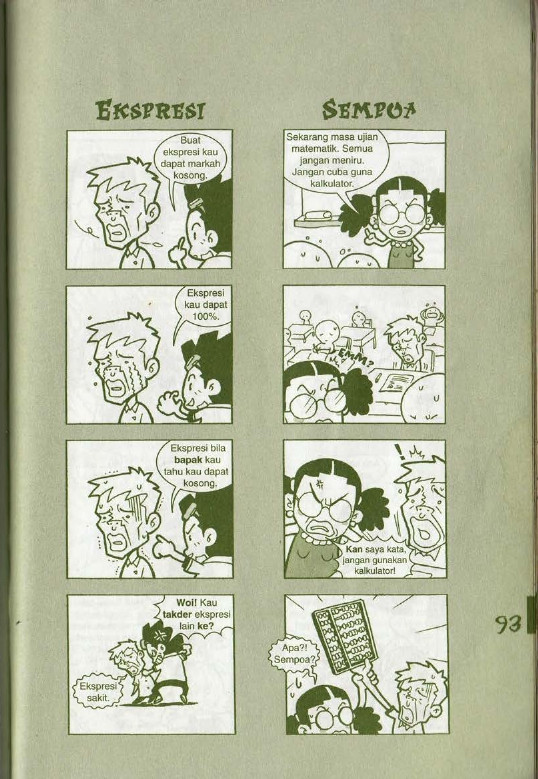 EKSPRESI
Buat
ekspresi kau
dapat markah
kosong.
Ekspresi
kau dapat
100%.
Ekspresi bila
bapak kau
tahu kau dapat
kosong.
Woi! Kau
takder ekspresi
lain ke?
Ekspresi
sakit.
SEMPOA
Sekarang masa ujian
matematik. Semua
jangan meniru.
Jangan cuba guna
kalkulator.
EMM?
!
Kan saya kata,
jangan gunakan
kalkulator!
Apa?!
Sempoa?
93